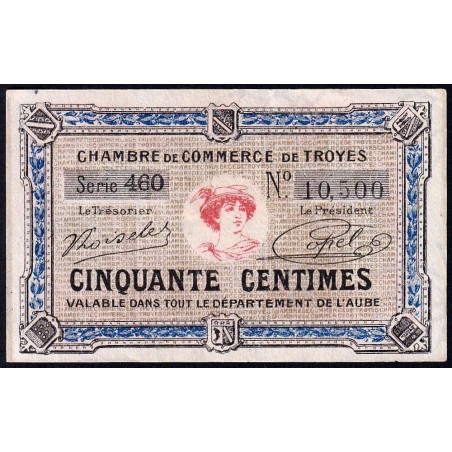 CHAMBRE DE COMMERCE DE TROYES
Serie 460 No. 10,500
Le Trésorier Le Président
CINQUANTE CENTIMES
VALABLE DANS TOUT LE DÉPARTEMENT DE L'AUBE